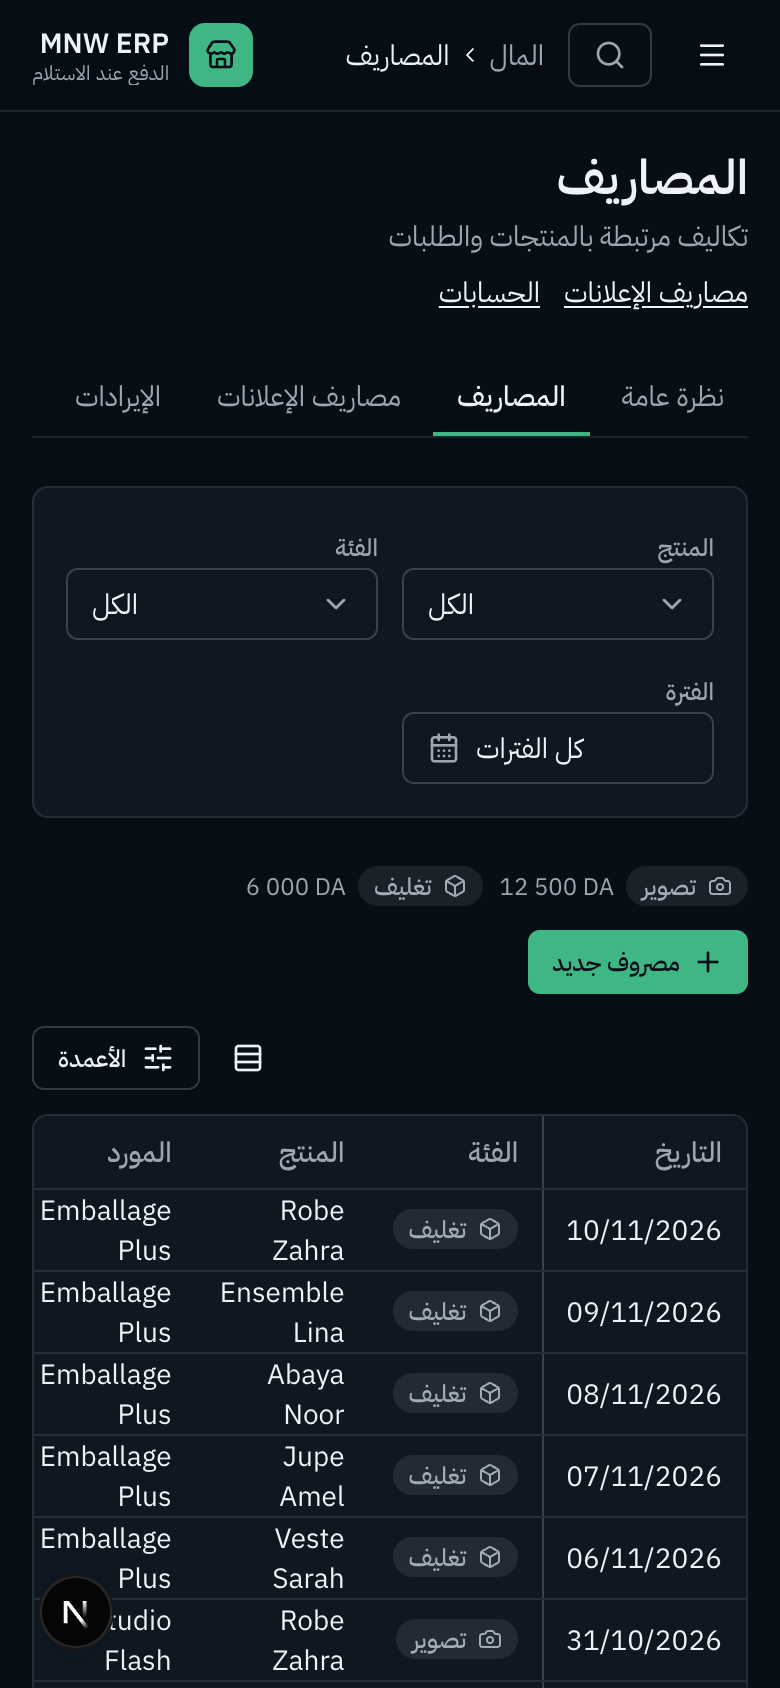 MNW ERP
الدفع عند الاستلام
المال › المصاريف
المصاريف
تكاليف مرتبطة بالمنتجات والطلبات
مصاريف الإعلانات الحسابات
نظرة عامة المصاريف مصاريف الإعلانات الإيرادات
المنتج الفئة
الكل الكل
الفترة
كل الفترات
تصوير 12 500 DA تغليف 6 000 DA
مصروف جديد
الأعمدة
التاريخ الفئة المنتج المورد
10/11/2026 تغليف Robe Zahra Emballage Plus
09/11/2026 تغليف Ensemble Lina Emballage Plus
08/11/2026 تغليف Abaya Noor Emballage Plus
07/11/2026 تغليف Jupe Amel Emballage Plus
06/11/2026 تغليف Veste Sarah Emballage Plus
31/10/2026 تصوير Robe Zahra tudio Flash
N